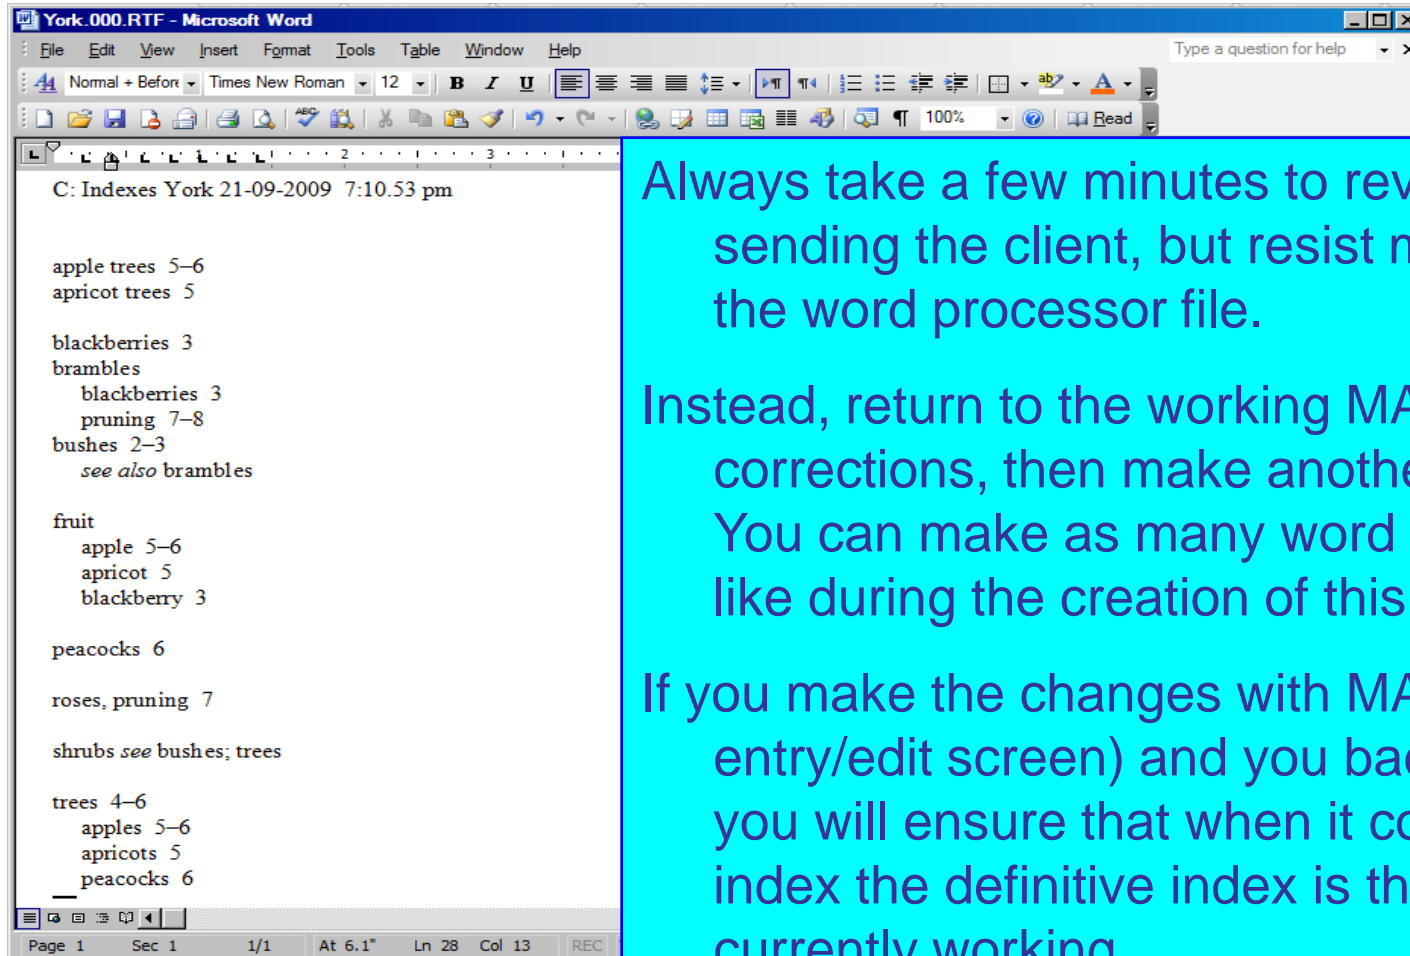 York.000.RTF - Microsoft Word
File Edit View Insert Format Tools Table Window Help
Type a question for help
Normal + Before Times New Roman 12 B I U
100% Read
1 2 3
C: Indexes York 21-09-2009 7:10.53 pm
apple trees 5–6
apricot trees 5
blackberries 3
brambles
blackberries 3
pruning 7–8
bushes 2–3
see also brambles
fruit
apple 5–6
apricot 5
blackberry 3
peacocks 6
roses, pruning 7
shrubs see bushes; trees
trees 4–6
apples 5–6
apricots 5
peacocks 6
Page 1 Sec 1 1/1 At 6.1" Ln 28 Col 13 REC
Always take a few minutes to
sending the client, but resist
the word processor file.
Instead, return to the working
corrections, then make
You can make as many word
like during the creation of this
If you make the changes with
entry/edit screen) and you
you will ensure that when it
index the definitive index is
currently working